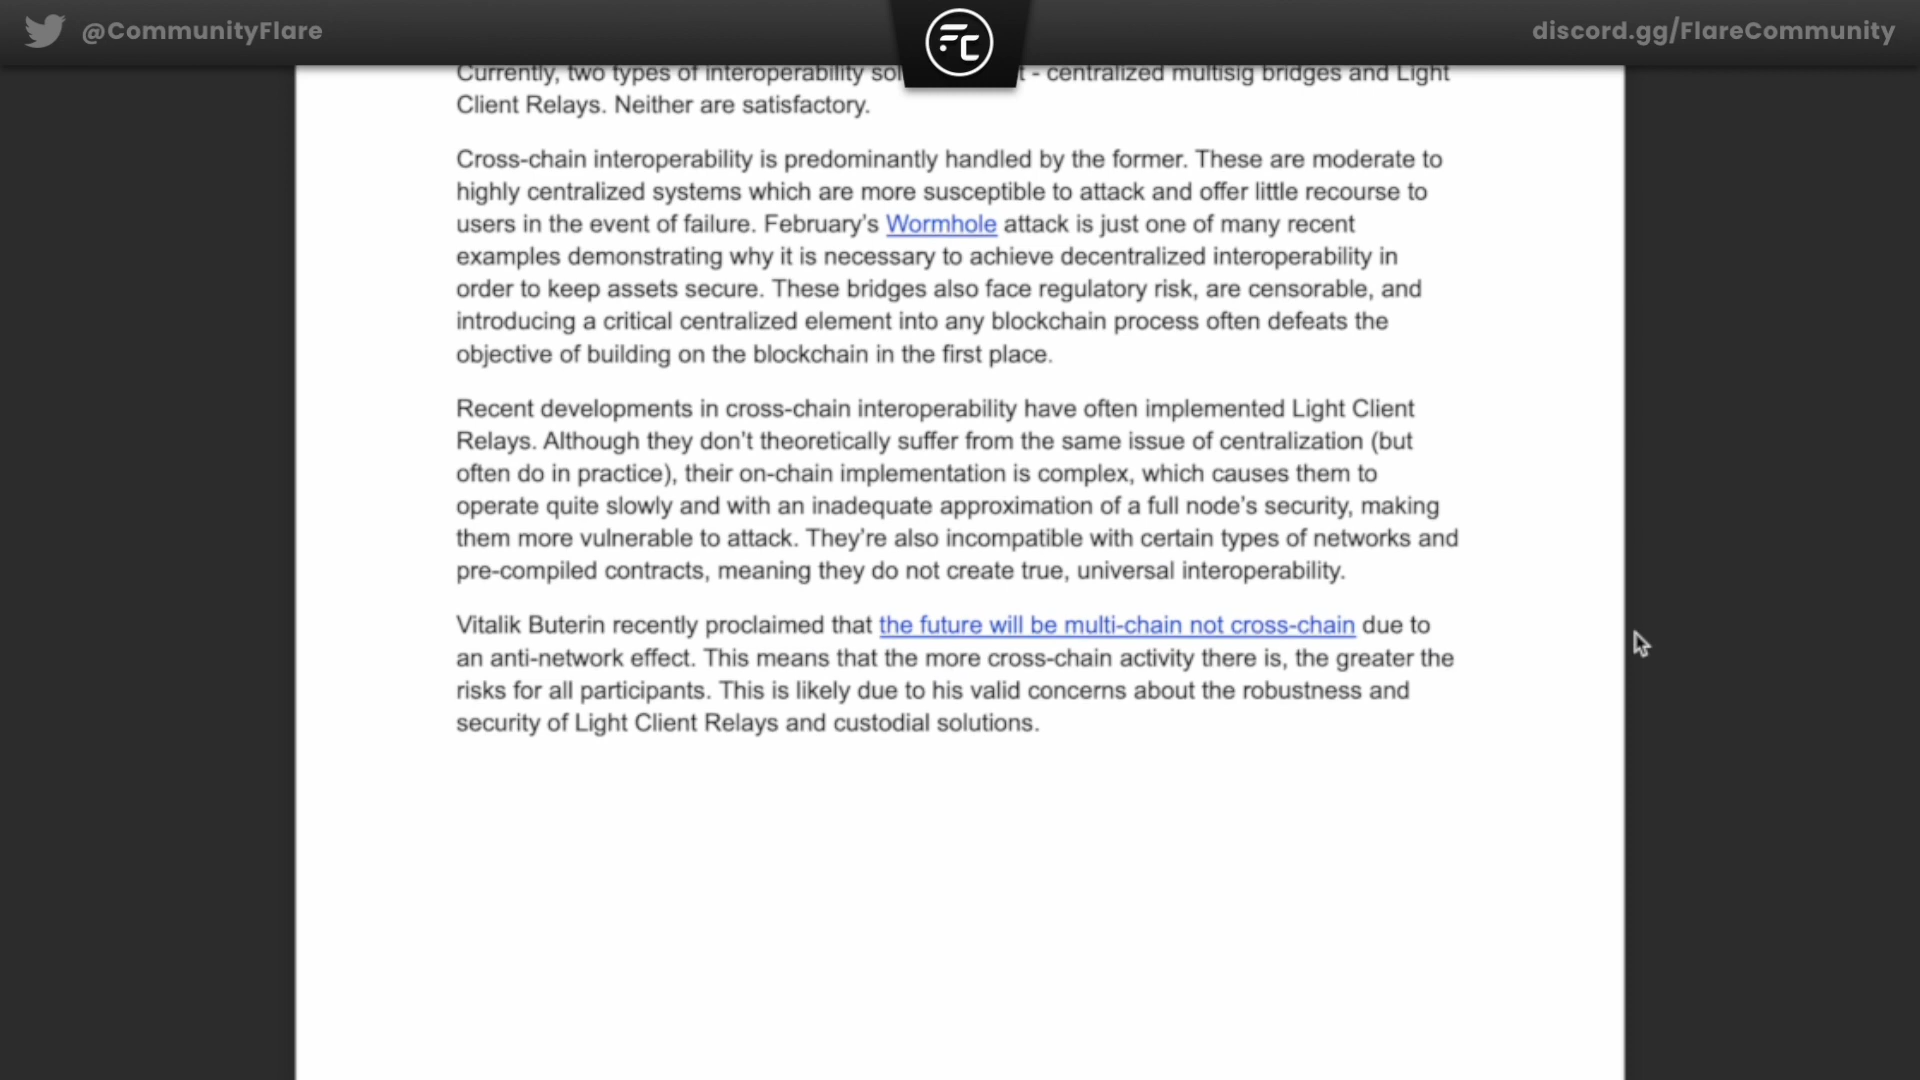 @CommunityFlare
FC
discord.gg/FlareCommunity
Currently, two types of interoperability - centralized multisig bridges and Light
Client Relays. Neither are satisfactory.
Cross-chain interoperability is predominantly handled by the former. These are moderate to
highly centralized systems which are more susceptible to attack and offer little recourse to
users in the event of failure. February’s Wormhole attack is just one of many recent
examples demonstrating why it is necessary to achieve decentralized interoperability in
order to keep assets secure. These bridges also face regulatory risk, are censorable, and
introducing a critical centralized element into any blockchain process often defeats the
objective of building on the blockchain in the first place.
Recent developments in cross-chain interoperability have often implemented Light Client
Relays. Although they don’t theoretically suffer from the same issue of centralization (but
often do in practice), their on-chain implementation is complex, which causes them to
operate quite slowly and with an inadequate approximation of a full node’s security, making
them more vulnerable to attack. They’re also incompatible with certain types of networks and
pre-compiled contracts, meaning they do not create true, universal interoperability.
Vitalik Buterin recently proclaimed that the future will be multi-chain not cross-chain due to
an anti-network effect. This means that the more cross-chain activity there is, the greater the
risks for all participants. This is likely due to his valid concerns about the robustness and
security of Light Client Relays and custodial solutions.